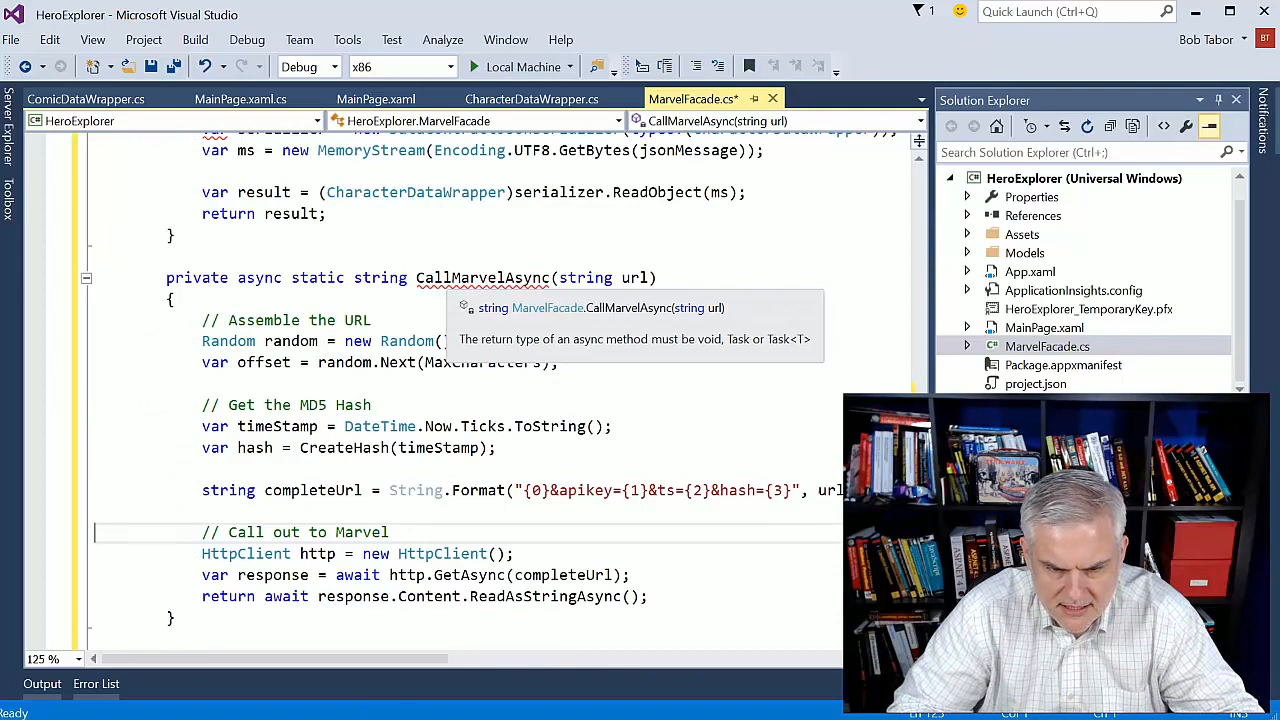 HeroExplorer - Microsoft Visual Studio
1
Quick Launch (Ctrl+Q)
File Edit View Project Build Debug Team Tools Test Analyze Window Help
Bob Tabor BT
Debug x86 Local Machine
ComicDataWrapper.cs MainPage.xaml.cs MainPage.xaml CharacterDataWrapper.cs MarvelFacade.cs*
HeroExplorer HeroExplorer.MarvelFacade CallMarvelAsync(string url)
var ms = new MemoryStream(Encoding.UTF8.GetBytes(jsonMessage));
var result = (CharacterDataWrapper)serializer.ReadObject(ms);
return result;
}
private async static string CallMarvelAsync(string url)
{
string MarvelFacade.CallMarvelAsync(string url)
The return type of an async method must be void, Task or Task<T>
// Assemble the URL
Random random = new Random()
var offset = random.Next(MaxCharacters);
// Get the MD5 Hash
var timeStamp = DateTime.Now.Ticks.ToString();
var hash = CreateHash(timeStamp);
string completeUrl = String.Format("{0}&apikey={1}&ts={2}&hash={3}", url
// Call out to Marvel
HttpClient http = new HttpClient();
var response = await http.GetAsync(completeUrl);
return await response.Content.ReadAsStringAsync();
}
125 %
Output Error List
Ready
Server Explorer
Toolbox
Solution Explorer
Search Solution Explorer (Ctrl+;)
HeroExplorer (Universal Windows)
Properties
References
Assets
Models
App.xaml
ApplicationInsights.config
HeroExplorer_TemporaryKey.pfx
MainPage.xaml
MarvelFacade.cs
Package.appxmanifest
project.json
Notifications